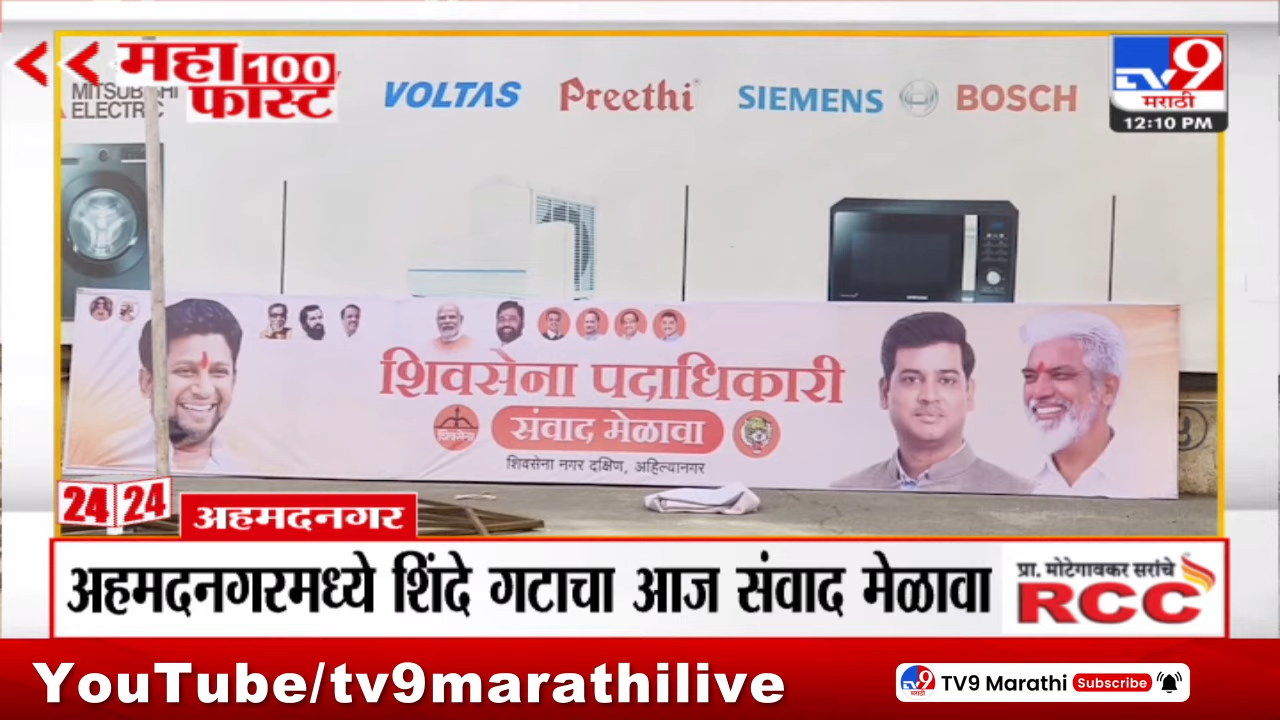 महा 100
फास्ट
MITSUBISHI
ELECTRIC
VOLTAS
Preethi
SIEMENS
BOSCH
TV9
मराठी
12:10 PM
शिवसेना पदाधिकारी
शिवसेना
संवाद मेळावा
शिवसेना नगर दक्षिण, अहिल्यानगर
24 24
अहमदनगर
अहमदनगरमध्ये शिंदे गटाचा आज संवाद मेळावा
प्रा. मोटेगावकर सरांचे
RCC
YouTube/tv9marathilive
TV9 Marathi Subscribe